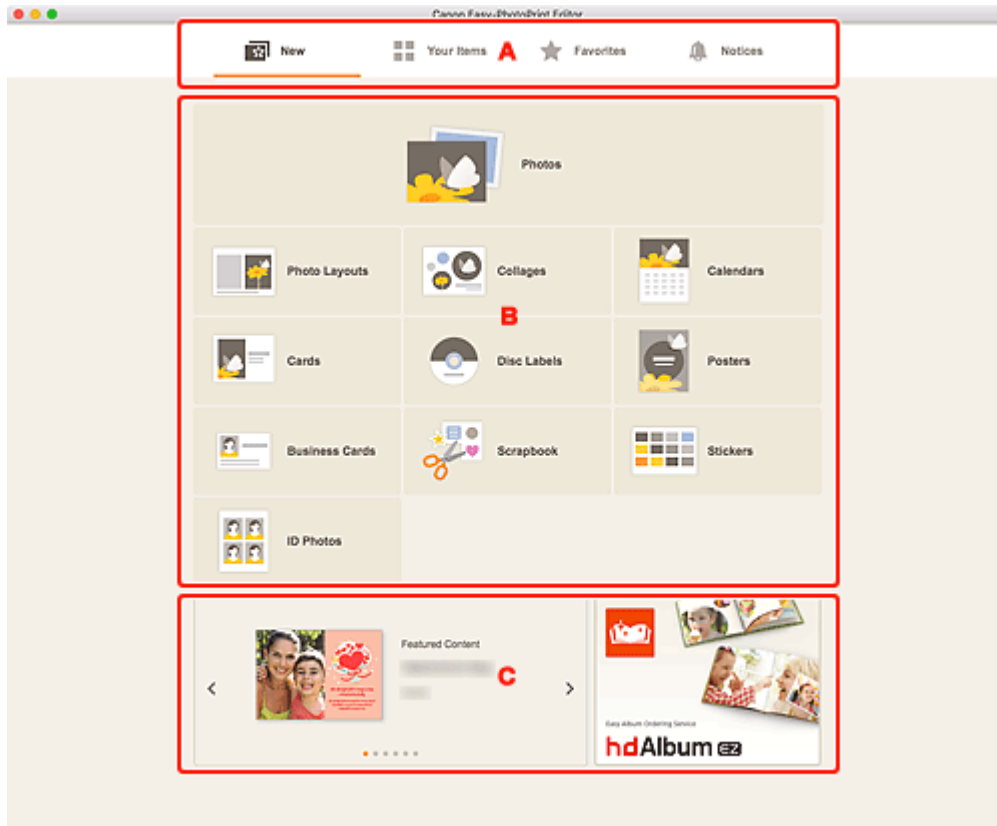 Canon Easy-PhotoPrint Editor
New Your Items A Favorites Notices
Photos
Photo Layouts Collages Calendars
B
Cards Disc Labels Posters
Business Cards Scrapbook Stickers
ID Photos
Featured Content
C
Easy Album Ordering Service
hdAlbum EZ